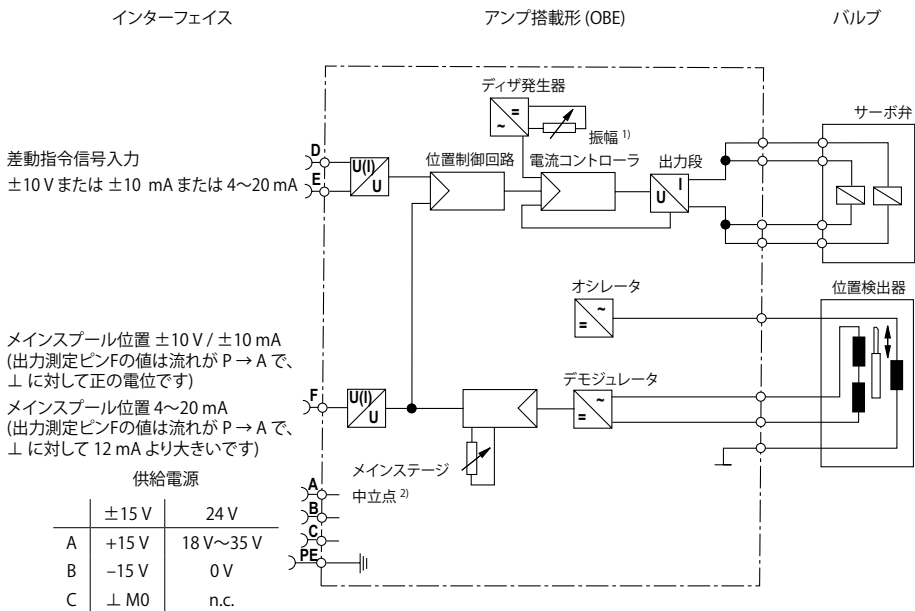 インターフェイス
アンプ搭載形 (OBE)
バルブ
ディザ発生器
=
~
振幅 1)
サーボ弁
差動指令信号入力
±10 V または ±10 mA または 4～20 mA
D
E
U(I)
U
位置制御回路
電流コントローラ
出力段
I
U
オシレータ
~
=
位置検出器
メインスプール位置 ±10 V / ±10 mA
(出力測定ピンFの値は流れが P → A で、
⊥ に対して正の電位です)
メインスプール位置 4～20 mA
(出力測定ピンFの値は流れが P → A で、
⊥ に対して 12 mA より大きいです)
F
U(I)
U
デモジュレータ
~
=
メインステージ
中立点 2)
供給電源
A
B
C
PE
±15 V 24 V
A +15 V 18 V～35 V
B –15 V 0 V
C ⊥ M0 n.c.